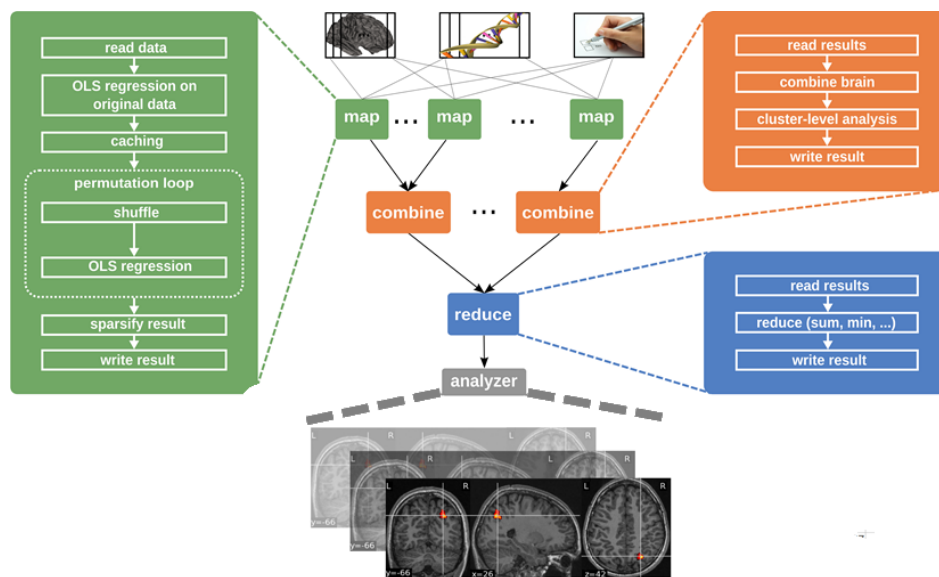 read data
OLS regression on
original data
caching
permutation loop
shuffle
OLS regression
sparsify result
write result
map ... map ... map
combine ... combine
reduce
analyzer
read results
combine brain
cluster-level analysis
write result
read results
reduce (sum, min, ...)
write result
L R L
y=-66
L R L
y=-66
L R L R
y=-66 x=26 z=42